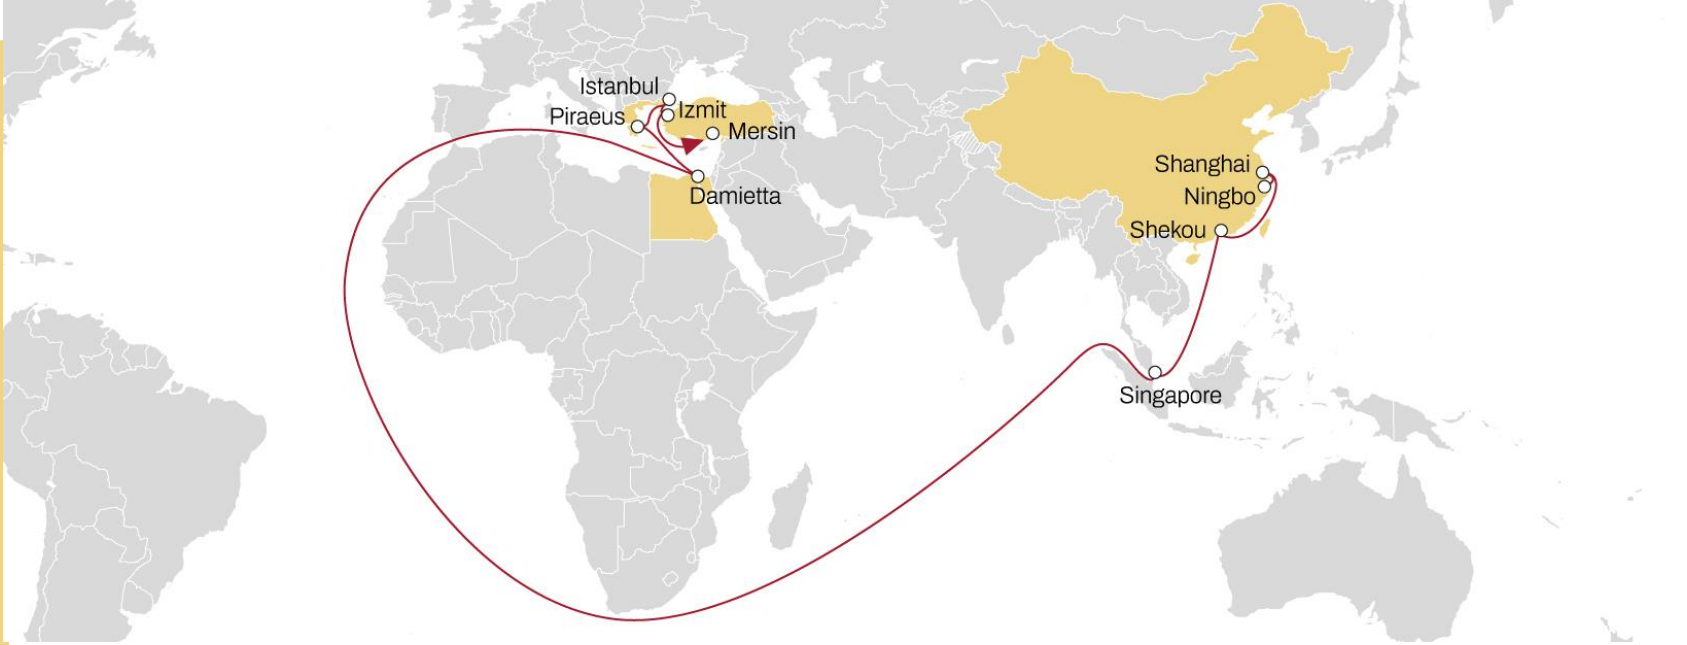 Istanbul
Piraeus
Izmit
Mersin
Damietta
Shanghai
Ningbo
Shekou
Singapore